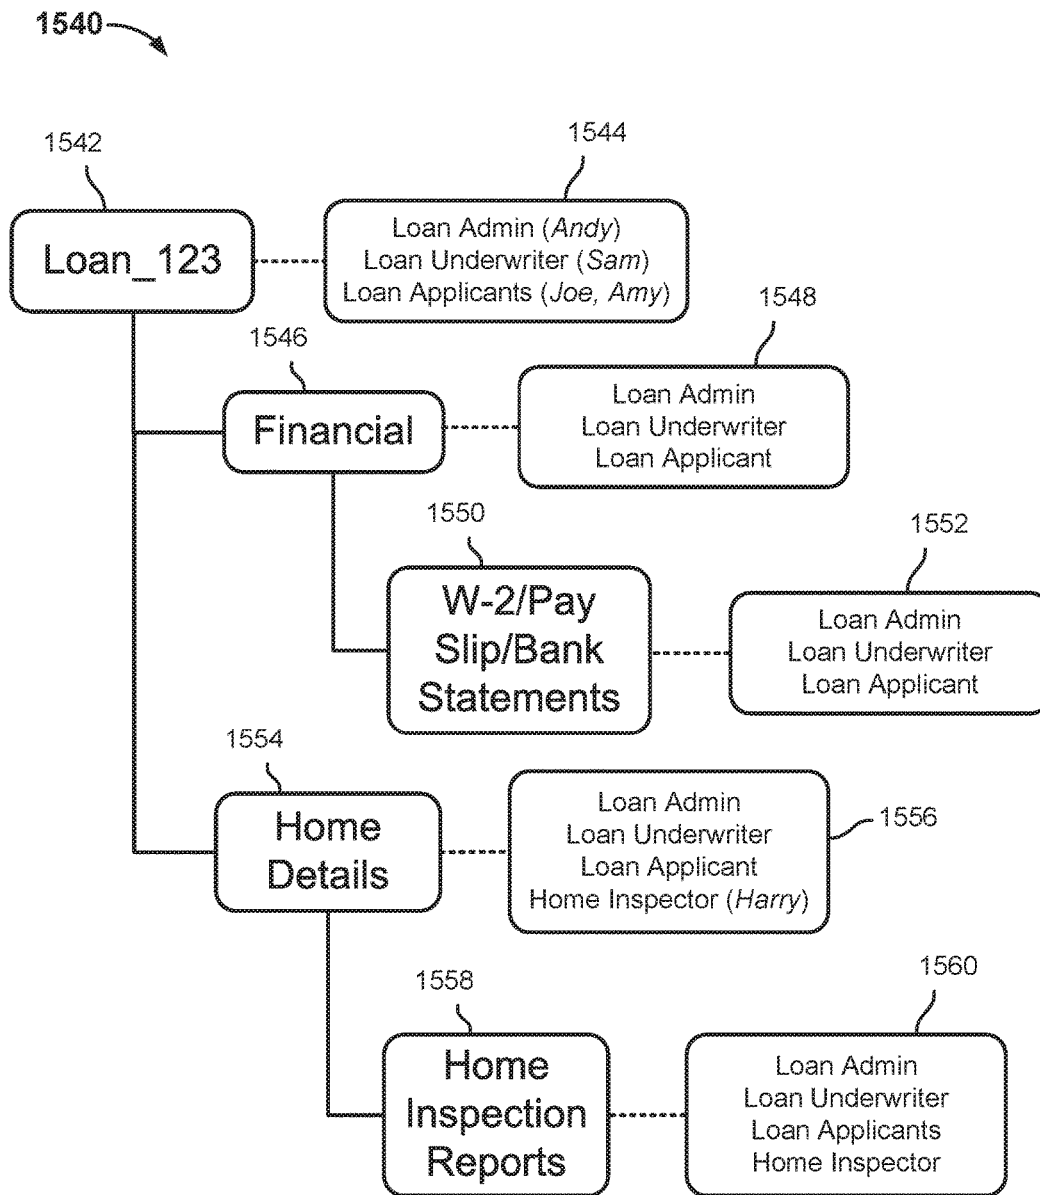 1540
1542
1544
Loan_123
Loan Admin (Andy)
Loan Underwriter (Sam)
Loan Applicants (Joe, Amy)
1546
1548
Financial
Loan Admin
Loan Underwriter
Loan Applicant
1550
1552
W-2/Pay
Slip/Bank
Statements
Loan Admin
Loan Underwriter
Loan Applicant
1554
1556
Home
Details
Loan Admin
Loan Underwriter
Loan Applicant
Home Inspector (Harry)
1558
1560
Home
Inspection
Reports
Loan Admin
Loan Underwriter
Loan Applicants
Home Inspector